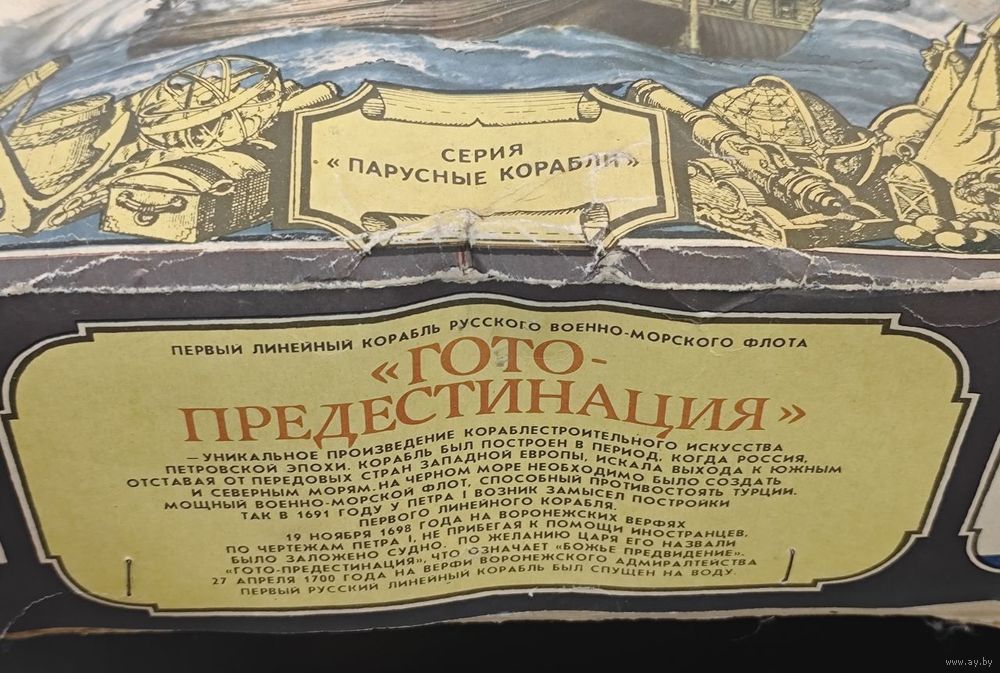 СЕРИЯ
« ПАРУСНЫЕ КОРАБЛИ»
ПЕРВЫЙ ЛИНЕЙНЫЙ КОРАБЛЬ РУССКОГО ВОЕННО-МОРСКОГО ФЛОТА
«ГОТО-
ПРЕДЕСТИНАЦИЯ»
—УНИКАЛЬНОЕ ПРОИЗВЕДЕНИЕ КОРАБЛЕСТРОИТЕЛЬНОГО ИСКУССТВА
ПЕТРОВСКОЙ ЭПОХИ. КОРАБЛЬ БЫЛ ПОСТРОЕН В ПЕРИОД, КОГДА РОССИЯ,
ОТСТАВАЯ ОТ ПЕРЕДОВЫХ СТРАН ЗАПАДНОЙ ЕВРОПЫ, ИСКАЛА ВЫХОДА К ЮЖНЫМ
И СЕВЕРНЫМ МОРЯМ. НА ЧЕРНОМ МОРЕ НЕОБХОДИМО БЫЛО СОЗДАТЬ
МОЩНЫЙ ВОЕННО-МОРСКОЙ ФЛОТ, СПОСОБНЫЙ ПРОТИВОСТОЯТЬ ТУРЦИИ.
ТАК В 1691 ГОДУ У ПЕТРА I ВОЗНИК ЗАМЫСЕЛ ПОСТРОЙКИ
ПЕРВОГО ЛИНЕЙНОГО КОРАБЛЯ.
19 НОЯБРЯ 1698 ГОДА НА ВОРОНЕЖСКИХ ВЕРФЯХ
ПО ЧЕРТЕЖАМ ПЕТРА I, НЕ ПРИБЕГАЯ К ПОМОЩИ ИНОСТРАНЦЕВ,
БЫЛО ЗАЛОЖЕНО СУДНО. ПО ЖЕЛАНИЮ ЦАРЯ ЕГО НАЗВАЛИ
«ГОТО-ПРЕДЕСТИНАЦИЯ», ЧТО ОЗНАЧАЕТ «БОЖЬЕ ПРЕДВИДЕНИЕ».
27 АПРЕЛЯ 1700 ГОДА НА ВЕРФИ ВОРОНЕЖСКОГО АДМИРАЛТЕЙСТВА
ПЕРВЫЙ РУССКИЙ ЛИНЕЙНЫЙ КОРАБЛЬ БЫЛ СПУЩЕН НА ВОДУ.
www.ay.by